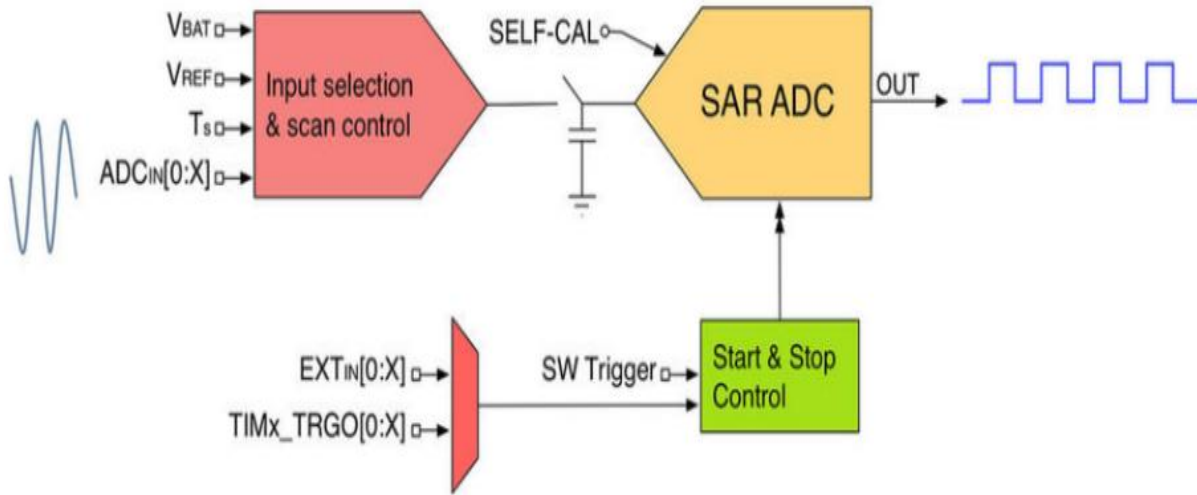 VBAT
VREF
Ts
ADCIN[0:X]
Input selection
& scan control
SELF-CAL
SAR ADC
OUT
EXTIN[0:X]
TIMx_TRGO[0:X]
SW Trigger
Start & Stop
Control